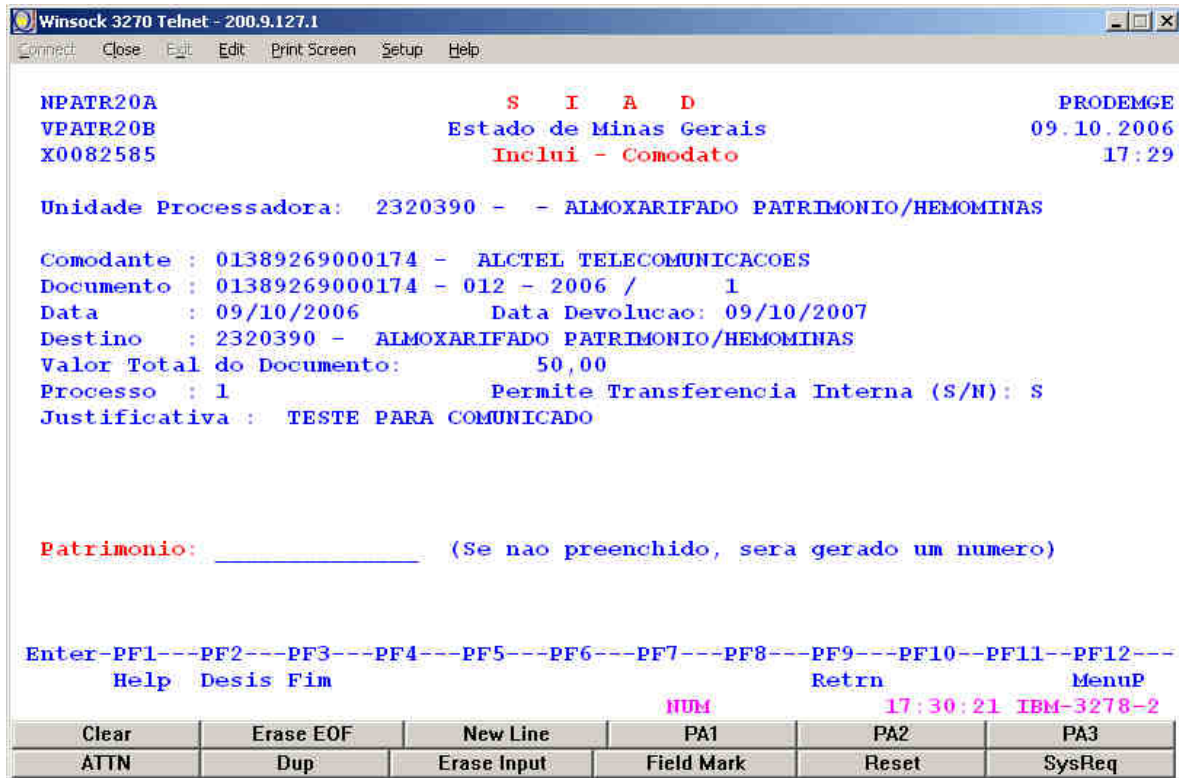 Winsock 3270 Telnet - 200.9.127.1
Connect Close Exit Edit Print Screen Setup Help
NPATR20A S I A D PRODEMGE
VPATR20B Estado de Minas Gerais 09.10.2006
X0082585 Inclui - Comodato 17:29
Unidade Processadora: 2320390 - - ALMOXARIFADO PATRIMONIO/HEMOMINAS
Comodante : 01389269000174 - ALCTEL TELECOMUNICACOES
Documento : 01389269000174 - 012 - 2006 / 1
Data : 09/10/2006 Data Devolucao: 09/10/2007
Destino : 2320390 - ALMOXARIFADO PATRIMONIO/HEMOMINAS
Valor Total do Documento: 50,00
Processo : 1 Permite Transferencia Interna (S/N): S
Justificativa : TESTE PARA COMUNICADO
Patrimonio: ______________ (Se nao preenchido, sera gerado um numero)
Enter-PF1---PF2---PF3---PF4---PF5---PF6---PF7---PF8---PF9---PF10--PF11--PF12---
Help Desis Fim Retrn MenuP
NUM 17:30:21 IBM-3278-2
Clear Erase EOF New Line PA1 PA2 PA3
ATTN Dup Erase Input Field Mark Reset SysReq